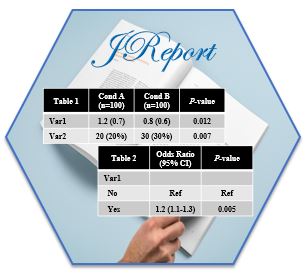 JReport
Table 1 Cond A (n=100) Cond B (n=100) P-value
Var1 1.2 (0.7) 0.8 (0.6) 0.012
Var2 20 (20%) 30 (30%) 0.007
Table 2 Odds Ratio (95% CI) P-value
Var1
No Ref Ref
Yes 1.2 (1.1-1.3) 0.005